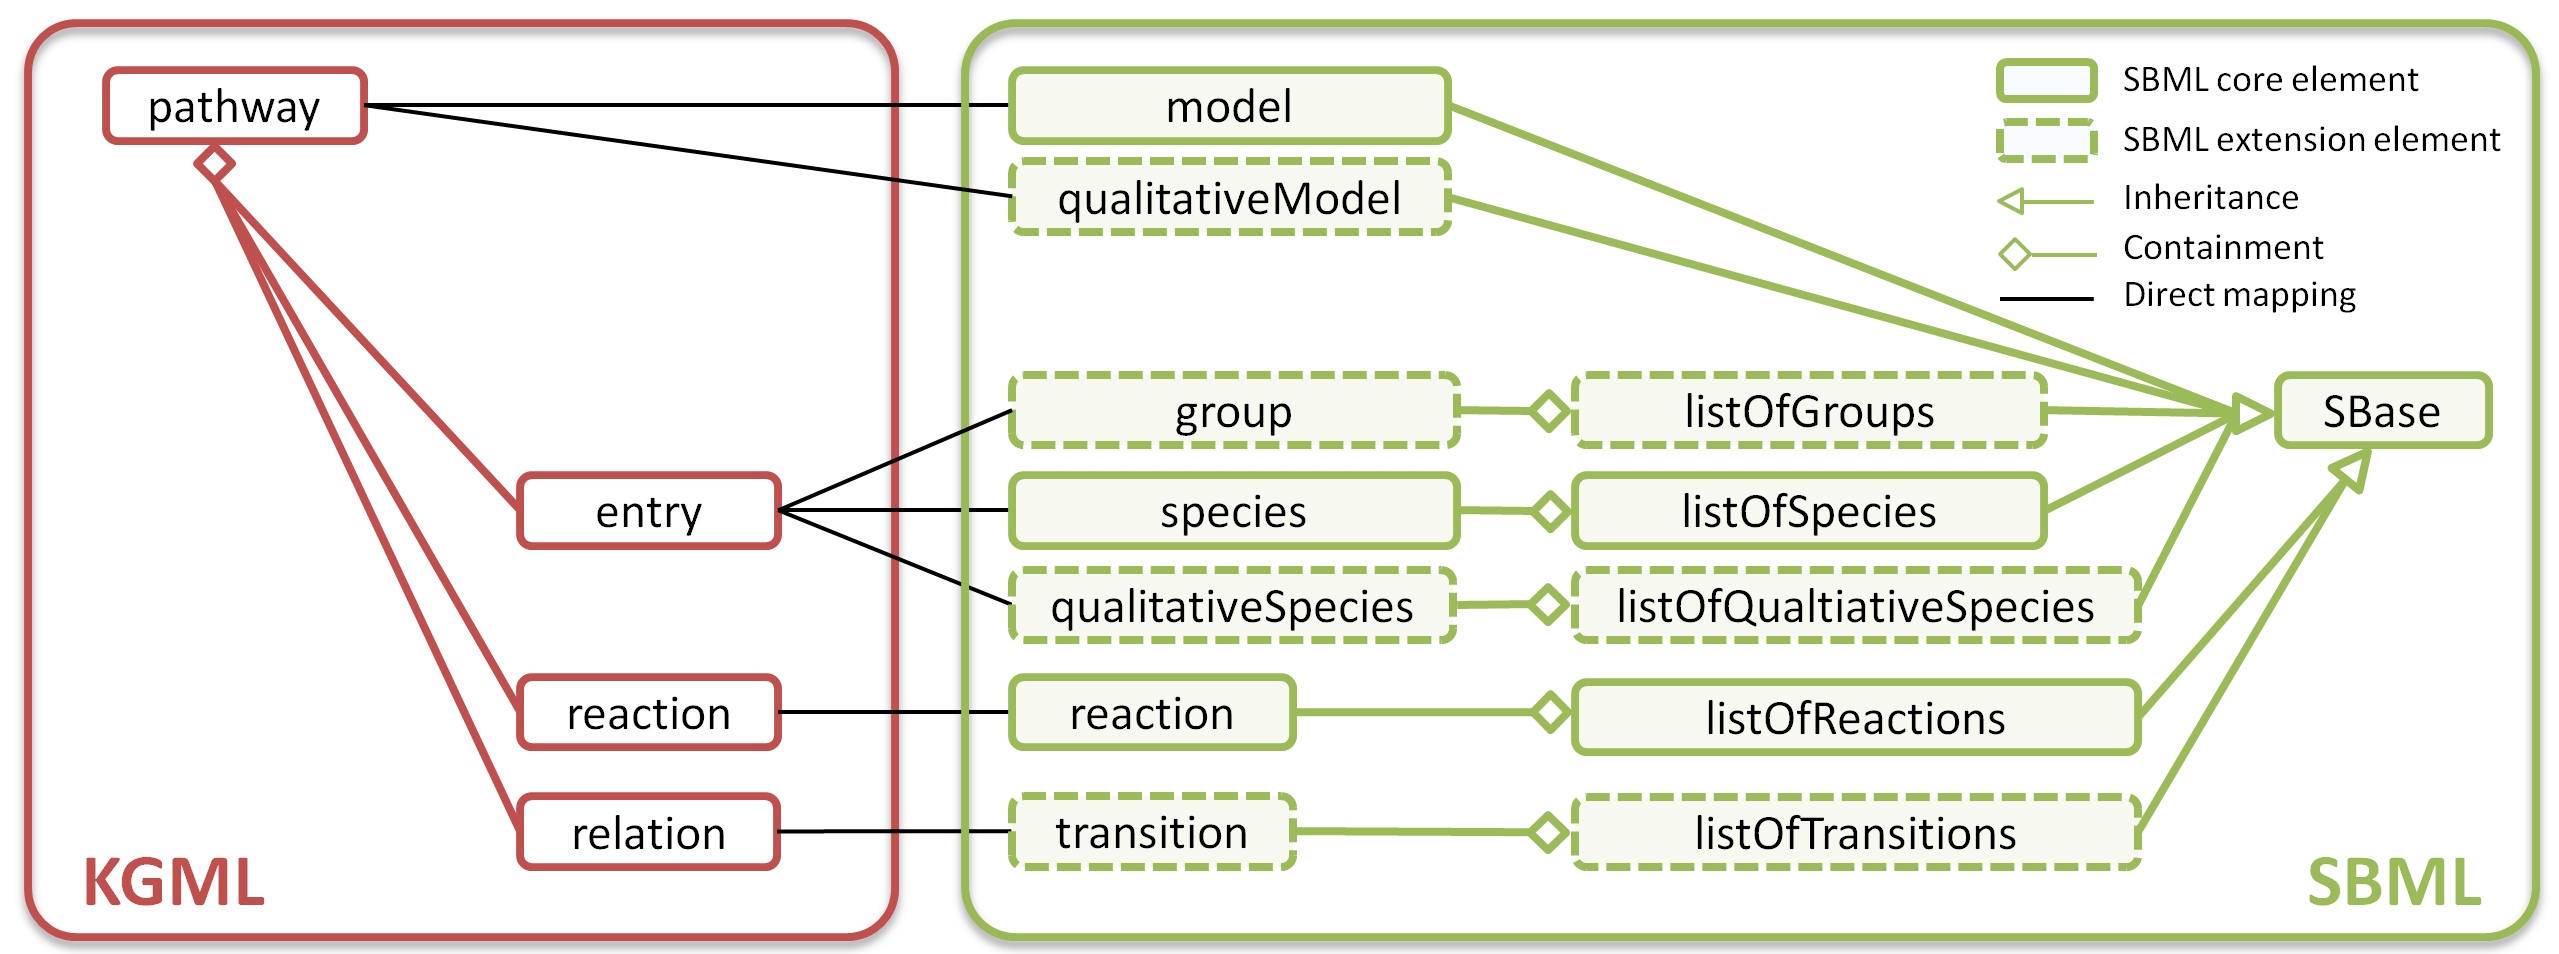 pathway
entry
reaction
relation
KGML
model
qualitativeModel
group
listOfGroups
species
listOfSpecies
qualitativeSpecies
listOfQualtiativeSpecies
reaction
listOfReactions
transition
listOfTransitions
SBML core element
SBML extension element
Inheritance
Containment
Direct mapping
SBase
SBML